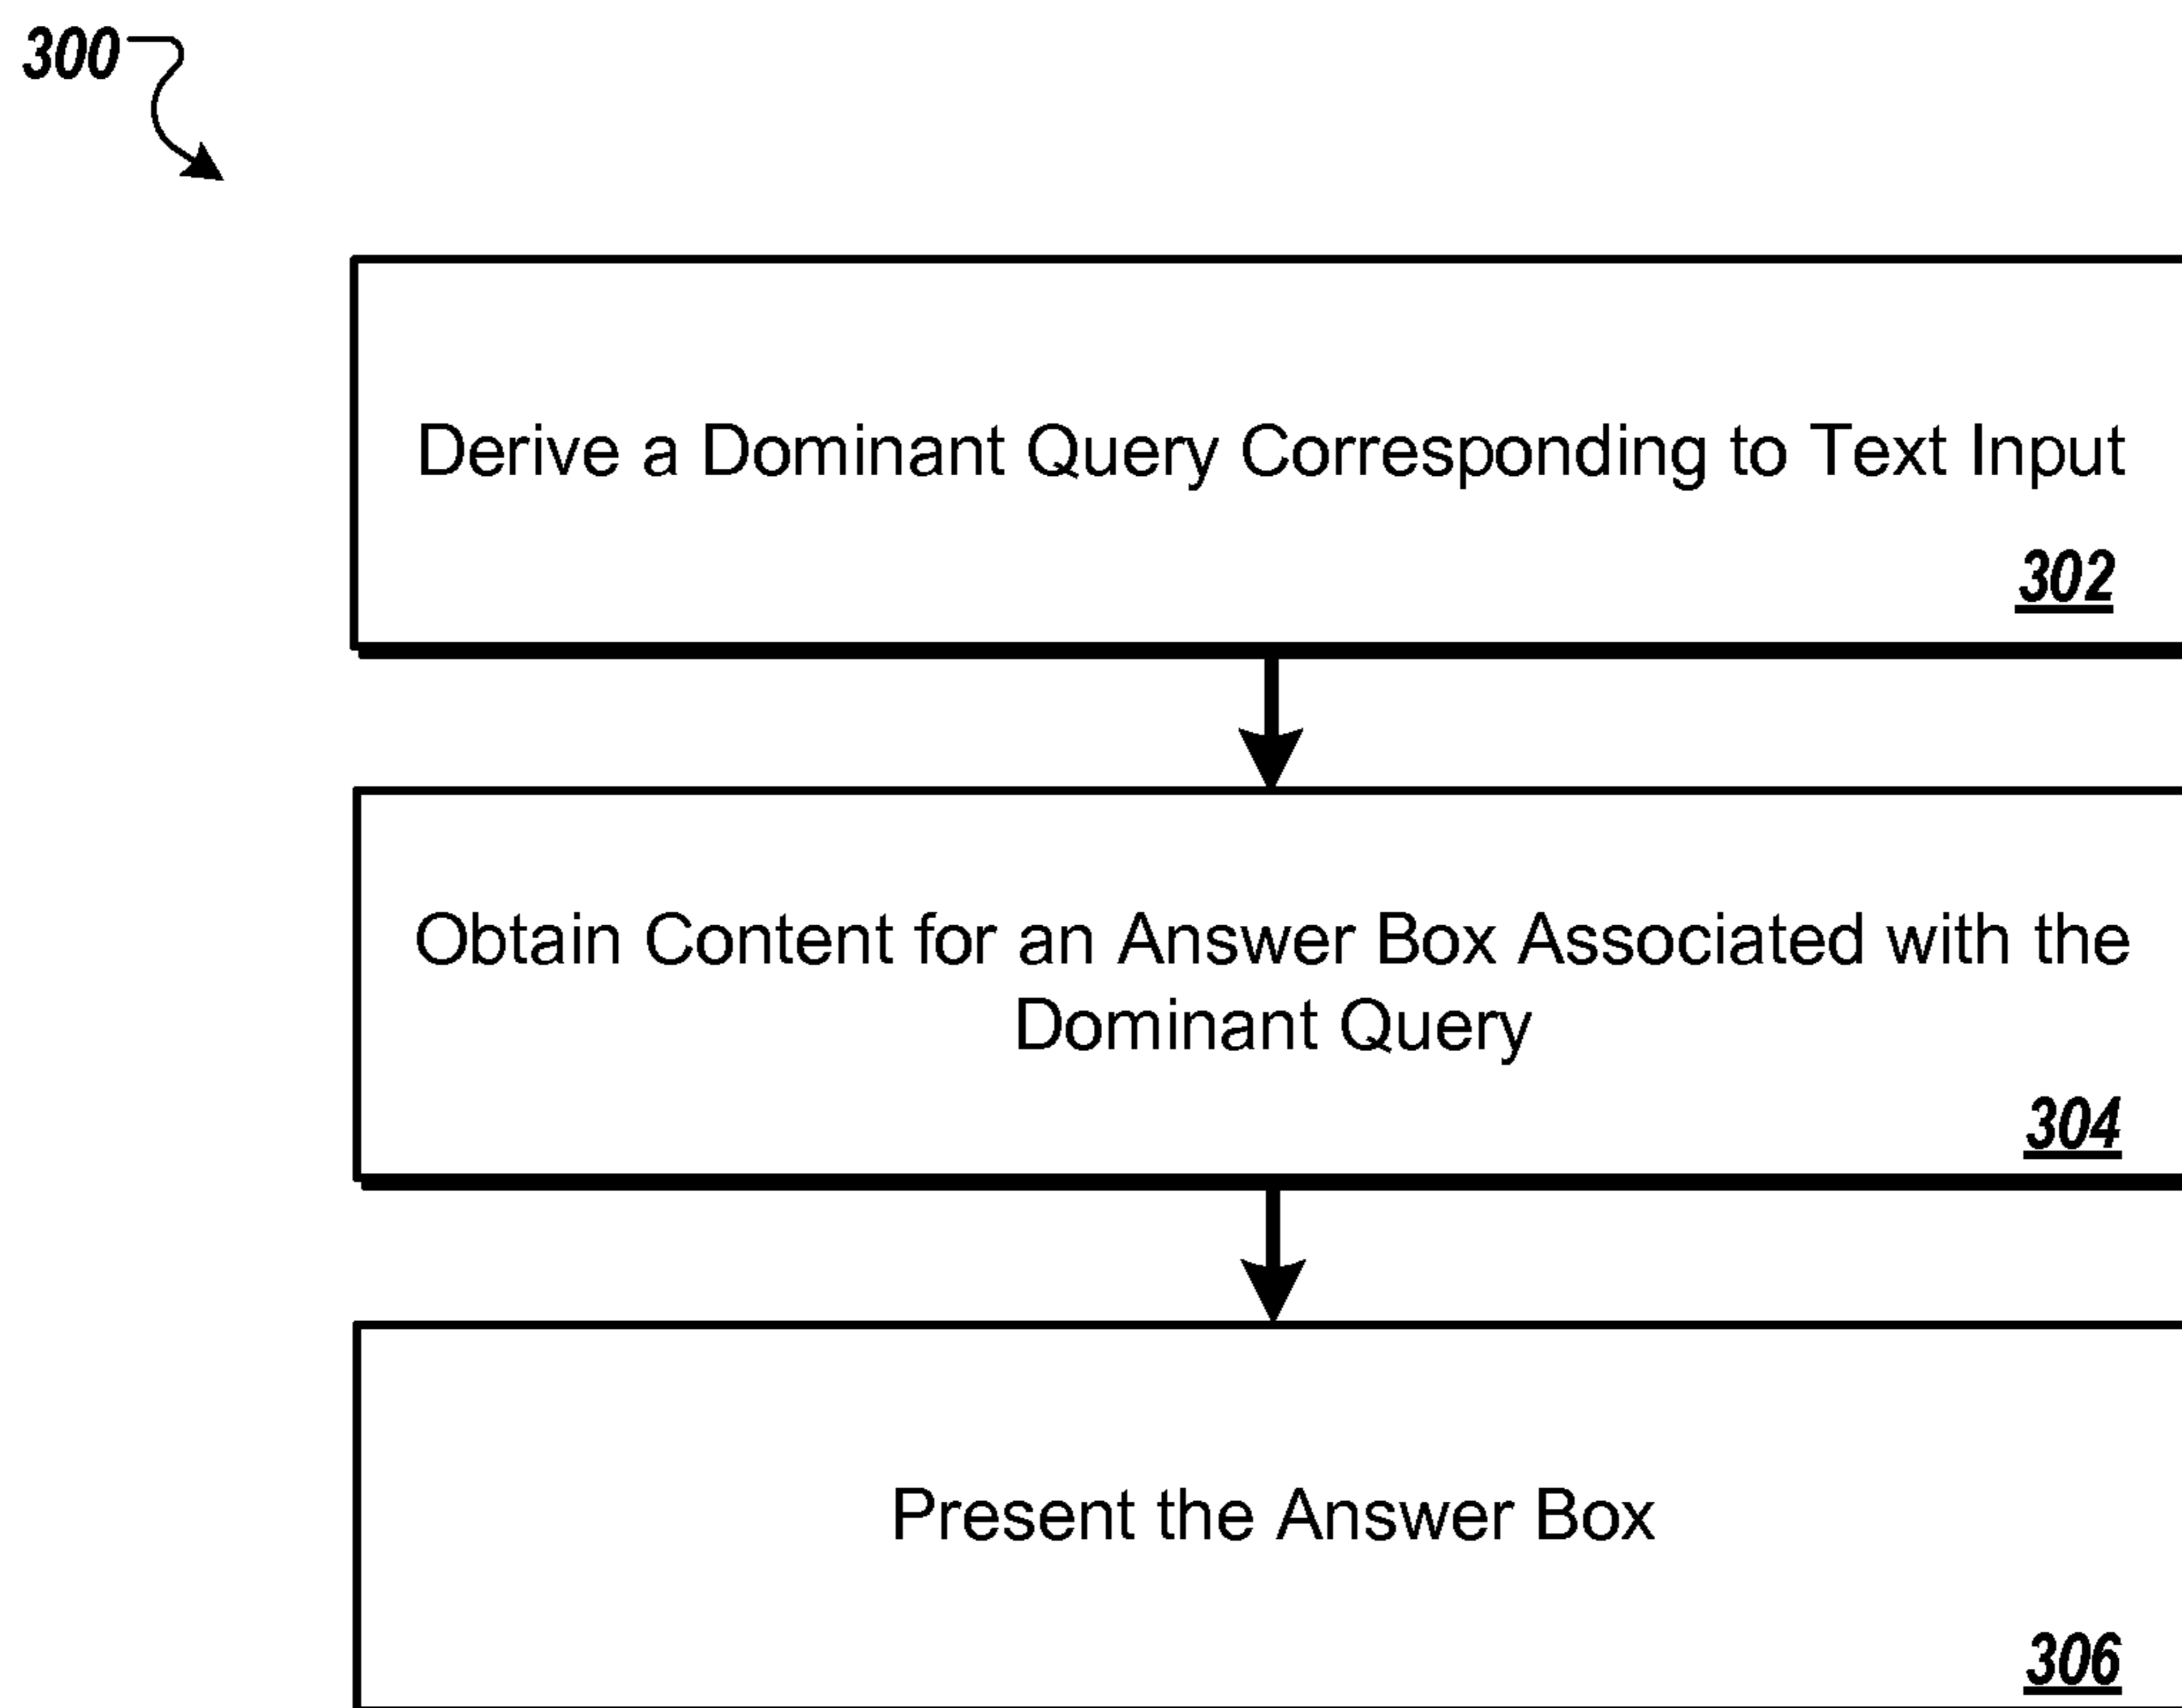 300
Derive a Dominant Query Corresponding to Text Input
302
Obtain Content for an Answer Box Associated with the
Dominant Query
304
Present the Answer Box
306